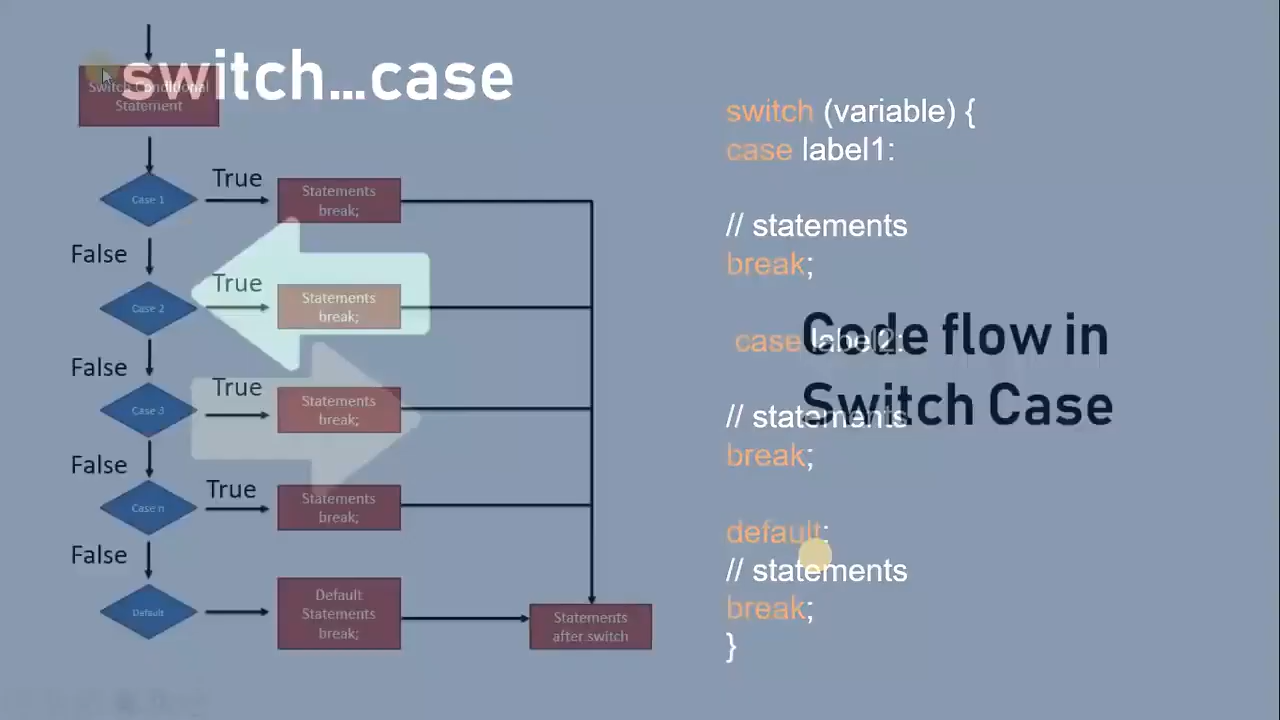 switch...case
Switch Conditional
Statement
Case 1
True
Statements
break;
False
Case 2
True
Statements
break;
False
Case 3
True
Statements
break;
False
Case n
True
Statements
break;
False
Default
Default
Statements
break;
Statements
after switch
switch (variable) {
case label1:
// statements
break;
case label2:
// statements
break;
default:
// statements
break;
}
Code flow in
Switch Case